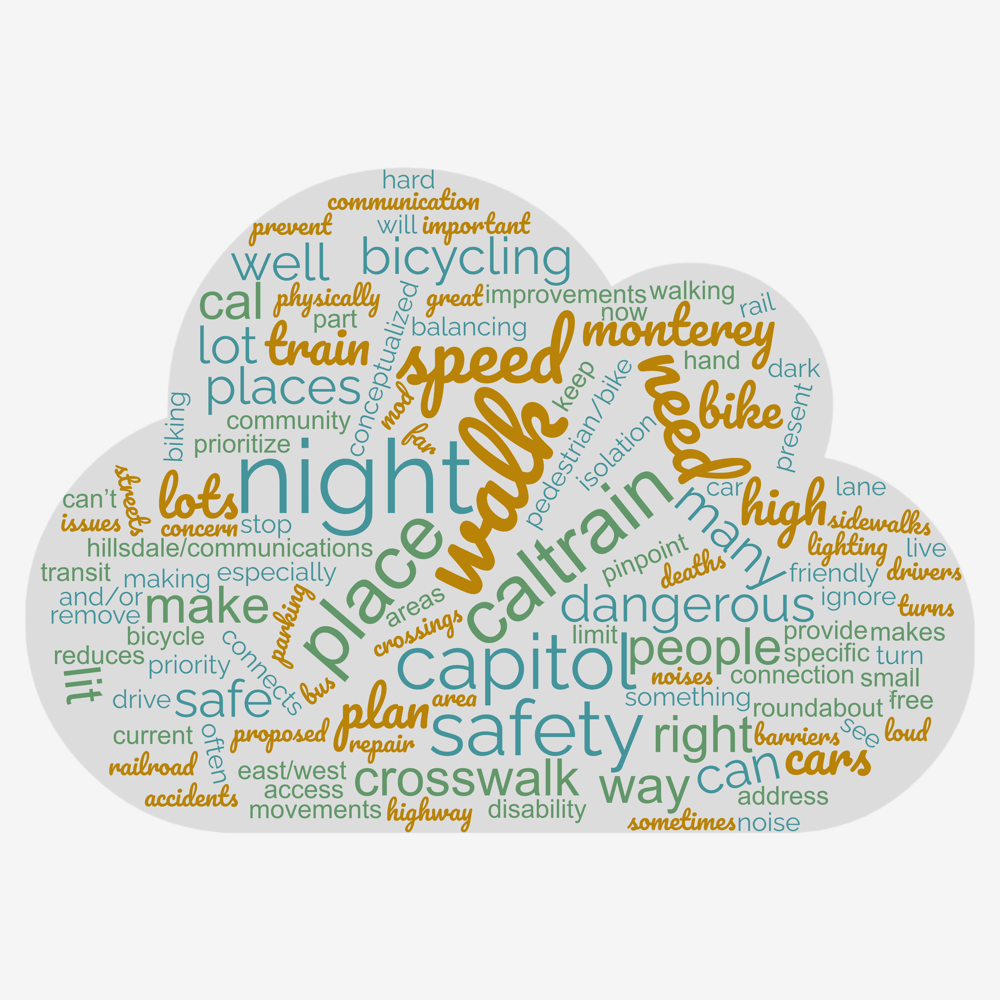 hard
communication
prevent
will
important
well
bicycling
cal
physically
great
improvements
walking
conceptualized
part
now
rail
balancing
lot
train
speed
monterey
hand
dark
places
keep
pedestrian/bike
need
bike
present
mod
biking
community
fan
walk
isolation
prioritize
night
lots
streets
can't
issues
concern
stop
place
caltrain
many
car
high
lane
sidewalks
lighting
live
hillsdale/communications
pinpoint
deaths
transit
making
especially
friendly
drivers
and/or
make
parking
areas
dangerous
ignore
turns
remove
bicycle
connects
crossings
capitol
limit
people
provide
makes
reduces
priority
specific
turn
lit
bus
noises
connection
small
drive
safe
plan
area
something
roundabout
free
safety
current
often
proposed
repair
right
barriers
see
loud
railroad
east/west
crosswalk
way
can
cars
accidents
access
address
movements
highway
disability
sometimes
noise